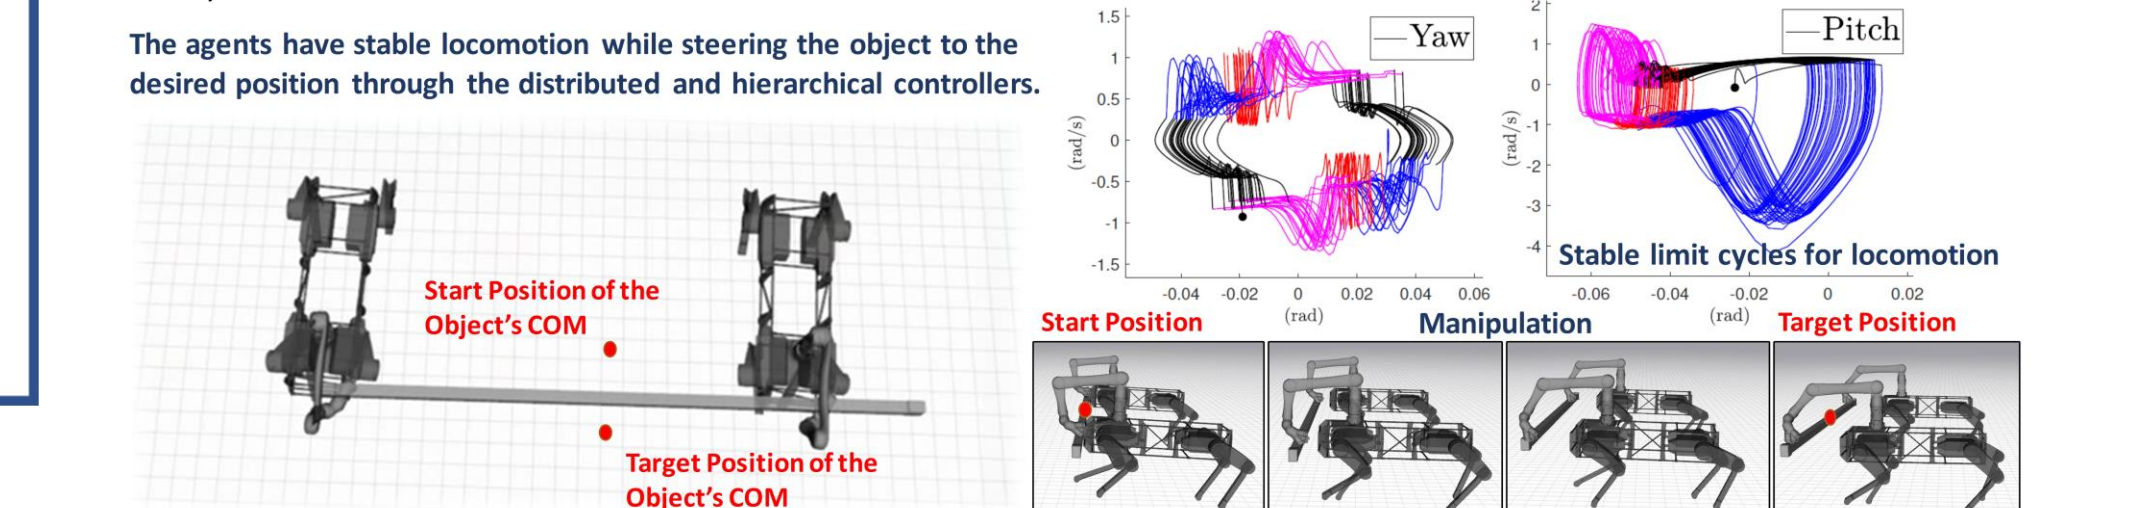 The agents have stable locomotion while steering the object to the
desired position through the distributed and hierarchical controllers.
Start Position of the
Object's COM
Target Position of the
Object's COM
1.5
1
0.5
0
-0.5
-1
-1.5
(rad/s)
Yaw
-0.04 -0.02 0 0.02 0.04 0.06
(rad)
2
1
0
-1
-2
-3
-4
(rad/s)
Pitch
Stable limit cycles for locomotion
-0.06 -0.04 -0.02 0 0.02
(rad)
Start Position
Manipulation
Target Position